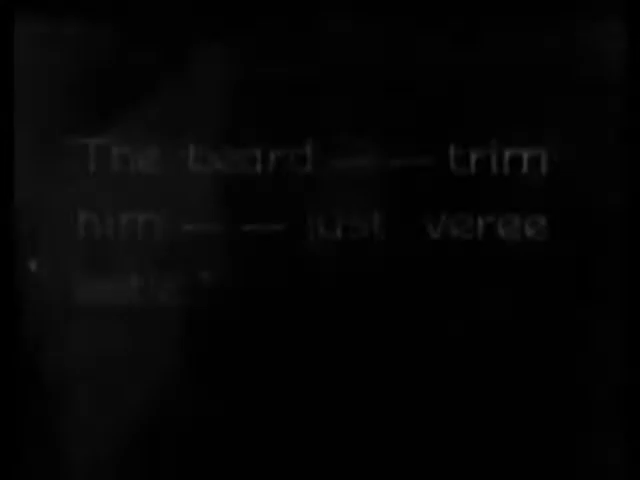 The beard — — trim
him — — just veree